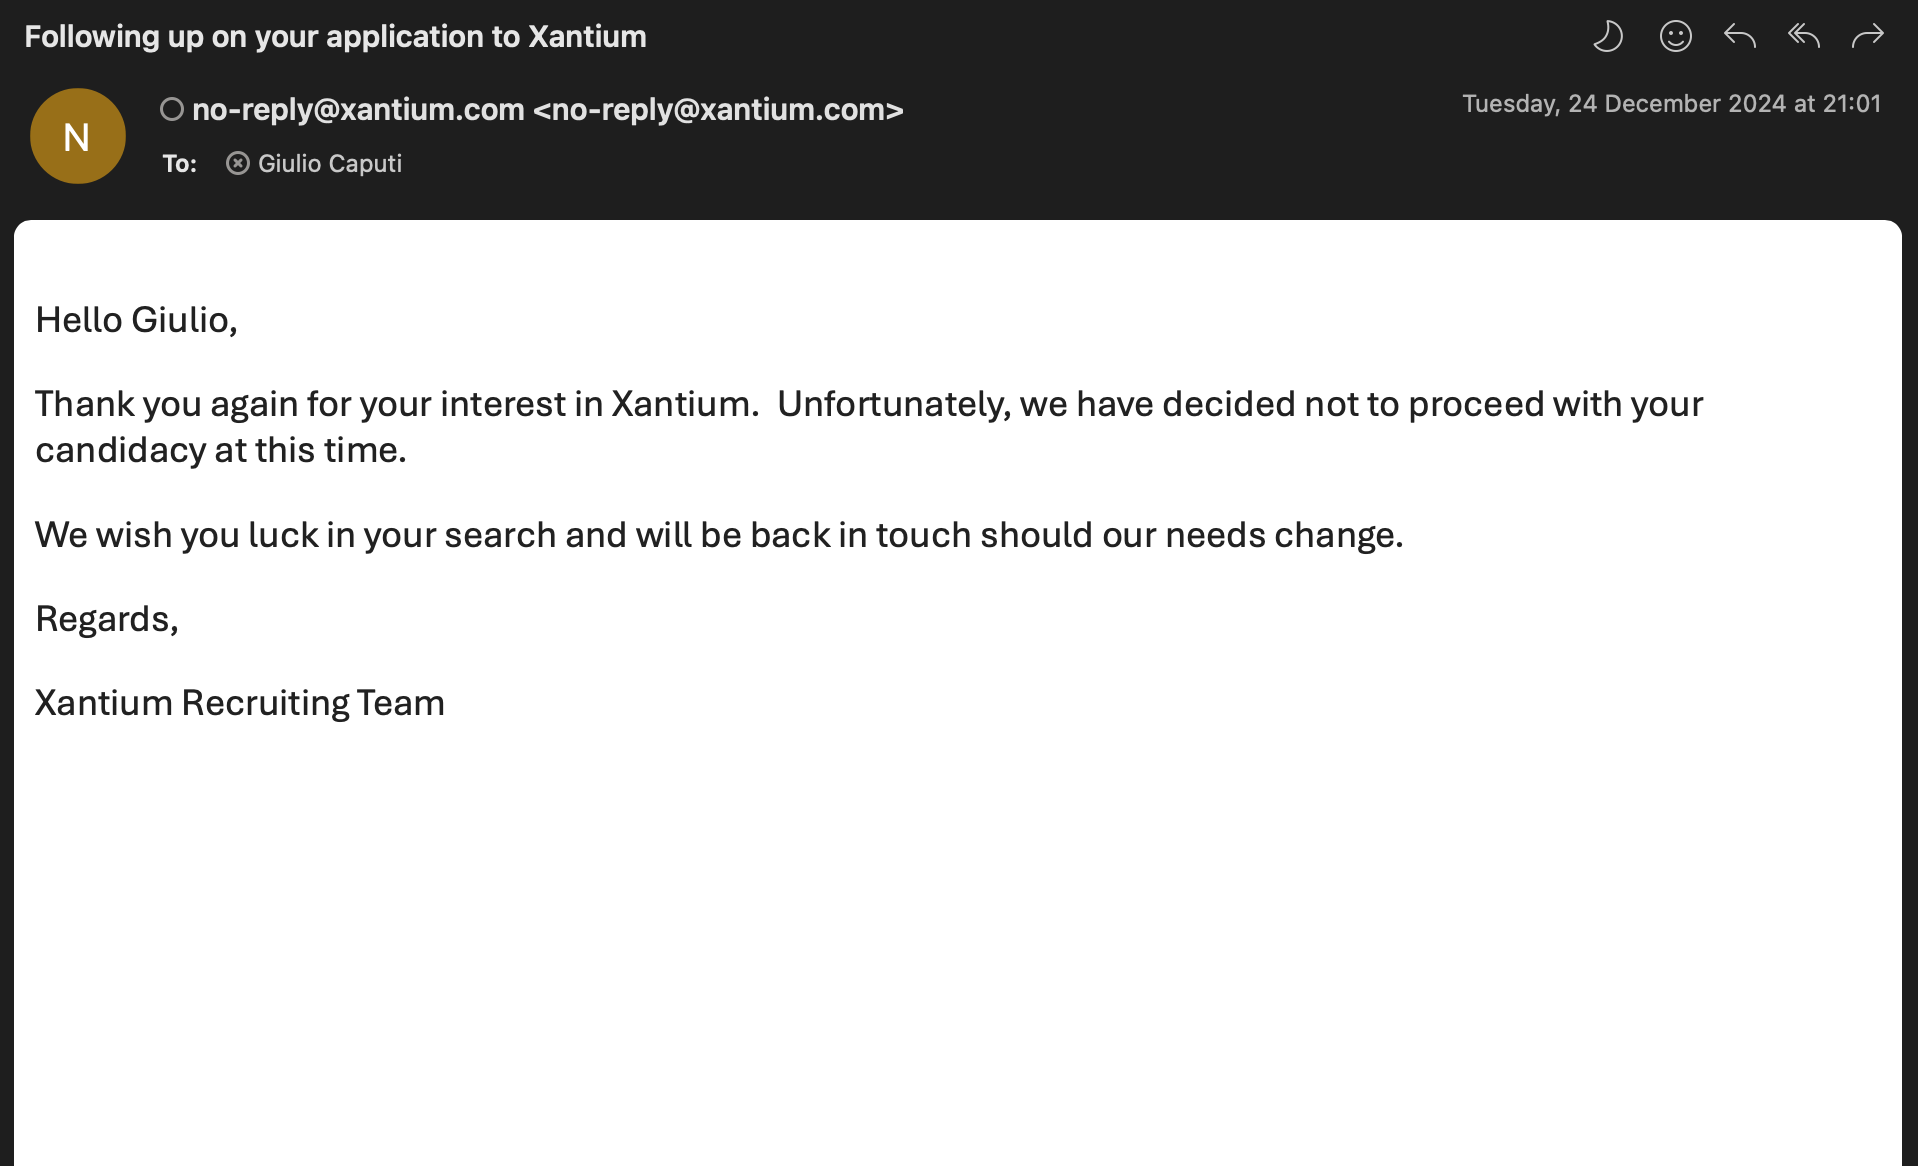 Following up on your application to Xantium
N
no-reply@xantium.com <no-reply@xantium.com>
Tuesday, 24 December 2024 at 21:01
To: Giulio Caputi
Hello Giulio,
Thank you again for your interest in Xantium.  Unfortunately, we have decided not to proceed with your
candidacy at this time.
We wish you luck in your search and will be back in touch should our needs change.
Regards,
Xantium Recruiting Team